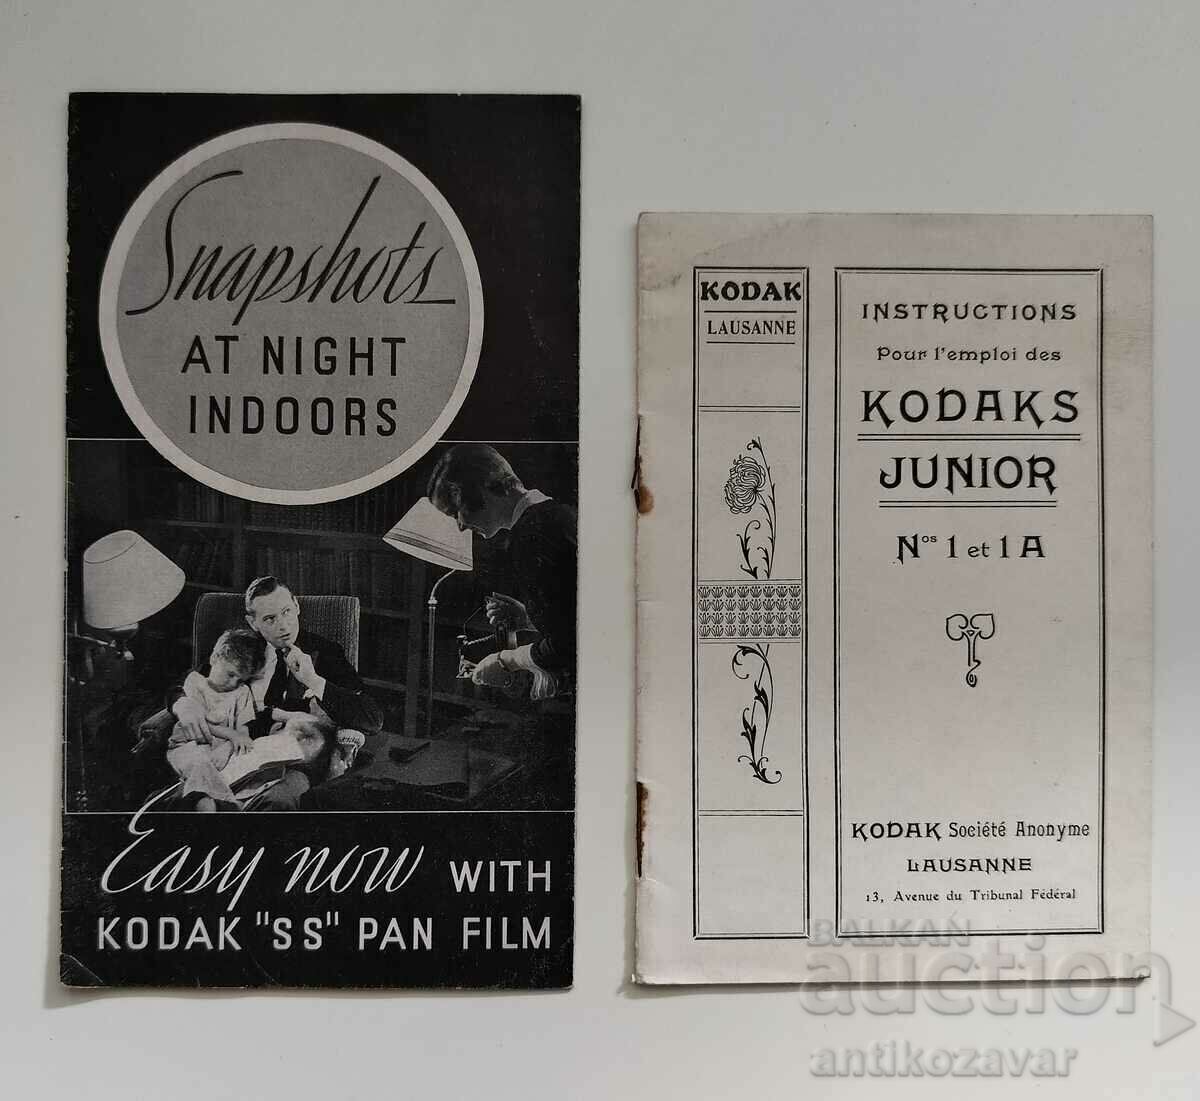 Snapshots
AT NIGHT
INDOORS
Easy now WITH
KODAK "SS" PAN FILM
KODAK
LAUSANNE
INSTRUCTIONS
Pour l'emploi des
KODAKS
JUNIOR
Nos 1 et 1A
KODAK Société Anonyme
LAUSANNE
13, Avenue du Tribunal Fédéral
BALKAN
auction
antikozavar